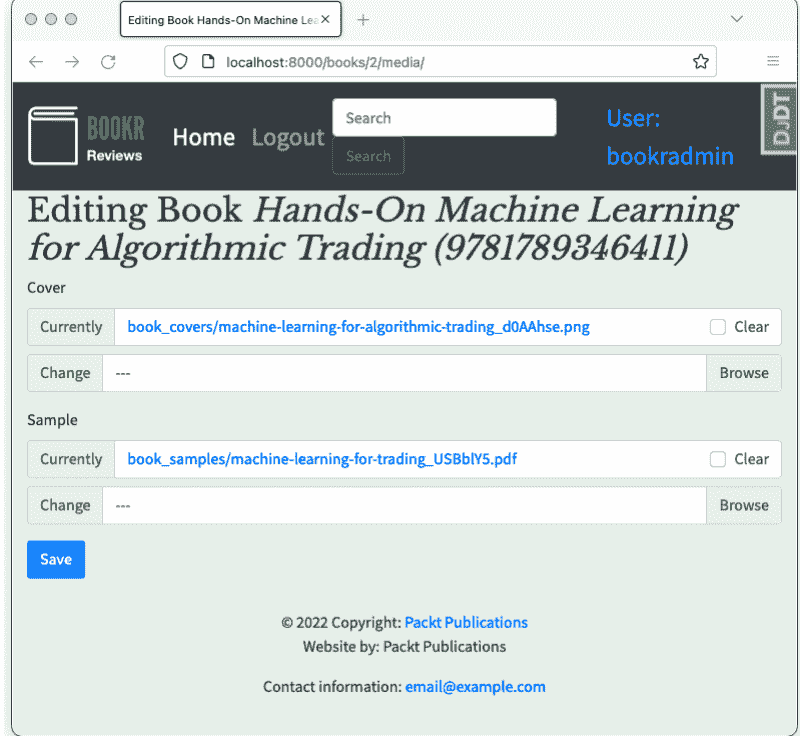 Editing Book Hands-On Machine Lea
localhost:8000/books/2/media/
BOOKR
Reviews
Home
Logout
Search
Search
User:
bookradmin
DJDT
Editing Book Hands-On Machine Learning
for Algorithmic Trading (9781789346411)
Cover
Currently
book_covers/machine-learning-for-algorithmic-trading_d0AAhse.png
Clear
Change
---
Browse
Sample
Currently
book_samples/machine-learning-for-trading_USBblY5.pdf
Clear
Change
---
Browse
Save
© 2022 Copyright: Packt Publications
Website by: Packt Publications
Contact information: email@example.com